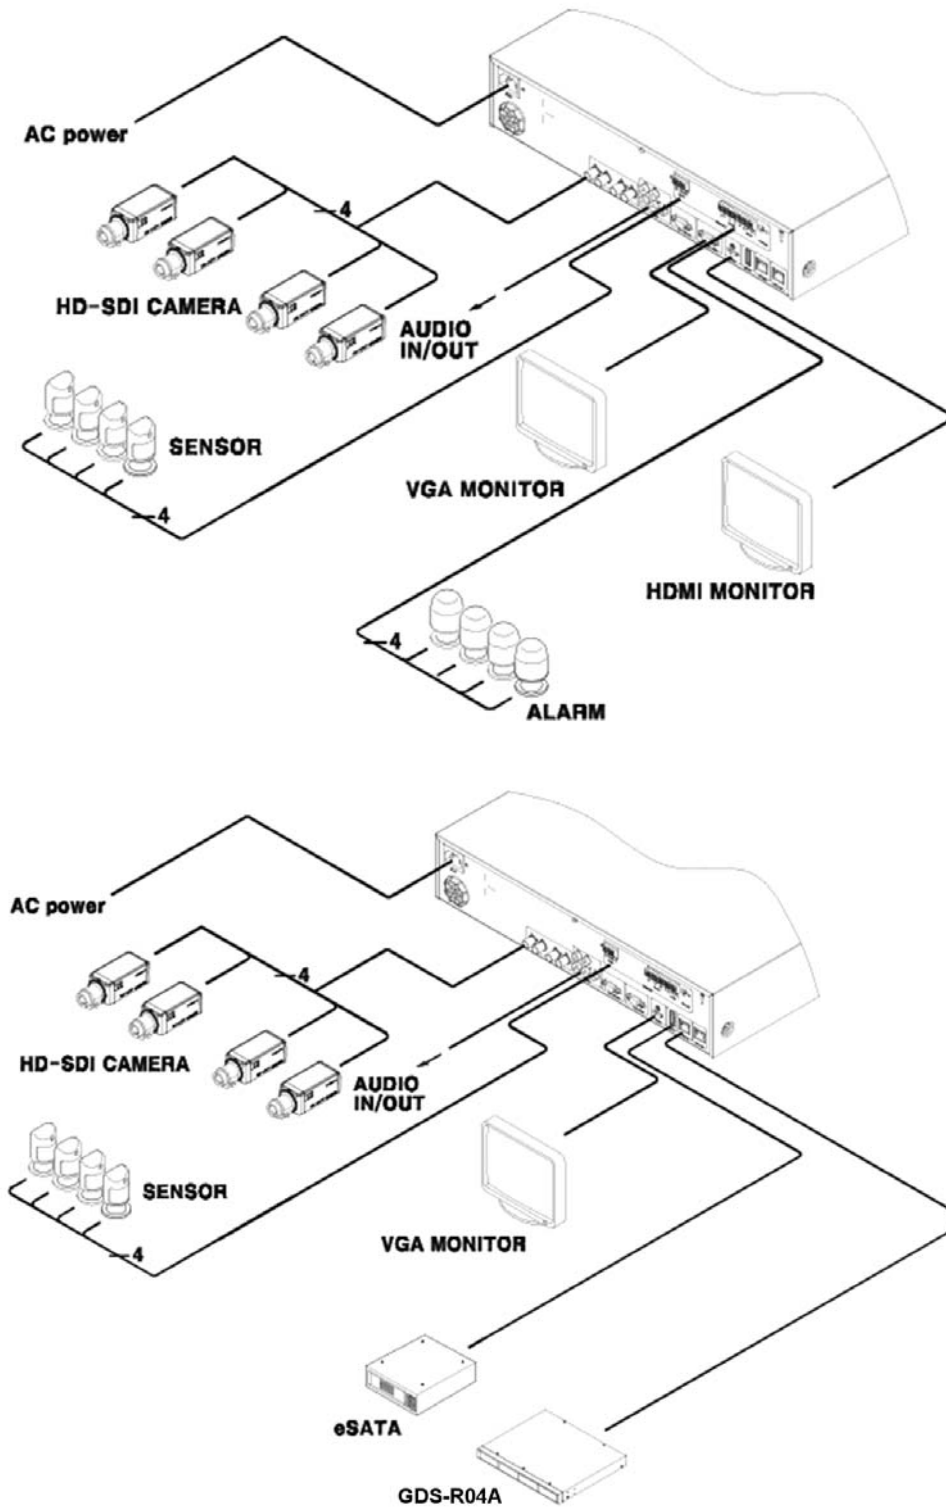 AC power
4
HD-SDI CAMERA
AUDIO
IN/OUT
SENSOR
4
VGA MONITOR
HDMI MONITOR
4
ALARM
AC power
4
HD-SDI CAMERA
AUDIO
IN/OUT
SENSOR
4
VGA MONITOR
eSATA
GDS-R04A